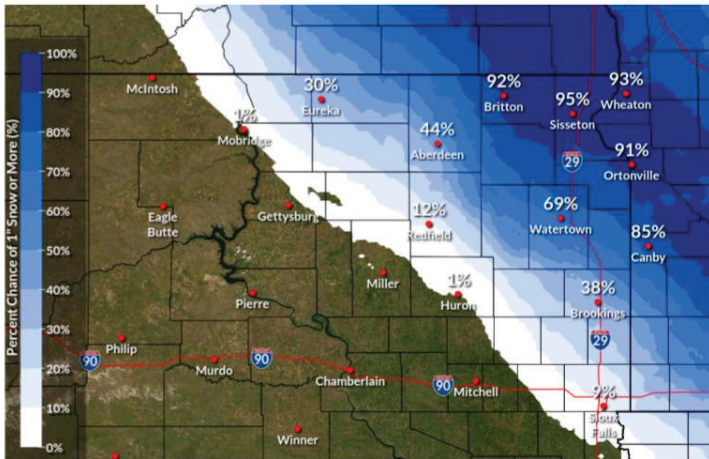 Percent Chance of 1" Snow or More (%)
100%
90%
80%
70%
60%
50%
40%
30%
20%
10%
0%
McIntosh
30%
Eureka
92%
Britton
95%
Sisseton
93%
Wheaton
1%
Mobridge
44%
Aberdeen
29
91%
Ortonville
Eagle
Butte
Gettysburg
12%
Redfield
69%
Watertown
85%
Canby
Pierre
Miller
1%
Huron
38%
Brookings
Philip
90
Murdo
90
Chamberlain
90
Mitchell
29
9%
Sioux
Falls
Winner